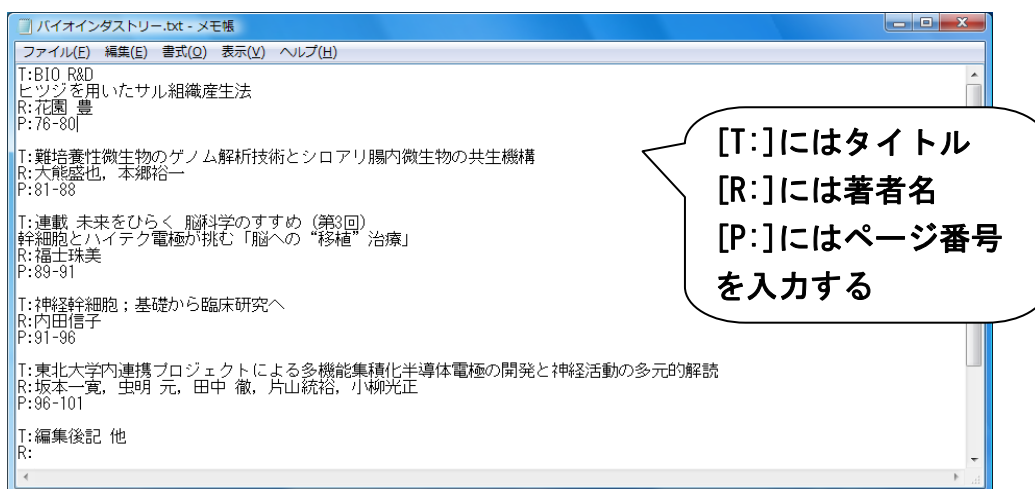 バイオインダストリー.txt - メモ帳
ファイル(F) 編集(E) 書式(O) 表示(V) ヘルプ(H)
T:BIO R&D
ヒツジを用いたサル組織産生法
R:花園 豊
P:76-80
T:難培養性微生物のゲノム解析技術とシロアリ腸内微生物の共生機構
R:大熊盛也, 本郷裕一
P:81-88
T:連載 未来をひらく 脳科学のすすめ (第3回)
幹細胞とハイテク電極が挑む「脳への“移植”治療」
R:福士珠美
P:89-91
T:神経幹細胞;基礎から臨床研究へ
R:内田信子
P:91-96
T:東北大学内連携プロジェクトによる多機能集積化半導体電極の開発と神経活動の多元的解読
R:坂本一寛, 虫明 元, 田中 徹, 片山統裕, 小柳光正
P:96-101
T:編集後記 他
R:
[T:]にはタイトル
[R:]には著者名
[P:]にはページ番号
を入力する